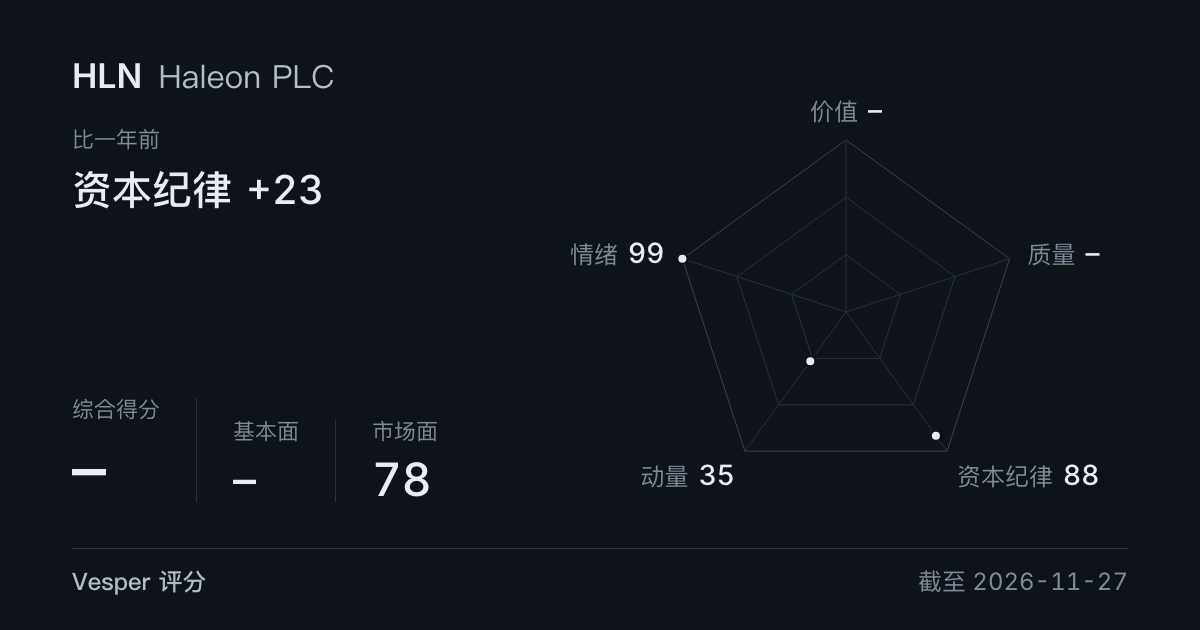 HLN Haleon PLC
比一年前
资本纪律 +23
价值 –
情绪 99
质量 –
动量 35
资本纪律 88
综合得分
–
基本面
–
市场面
78
Vesper 评分
截至 2026-11-27